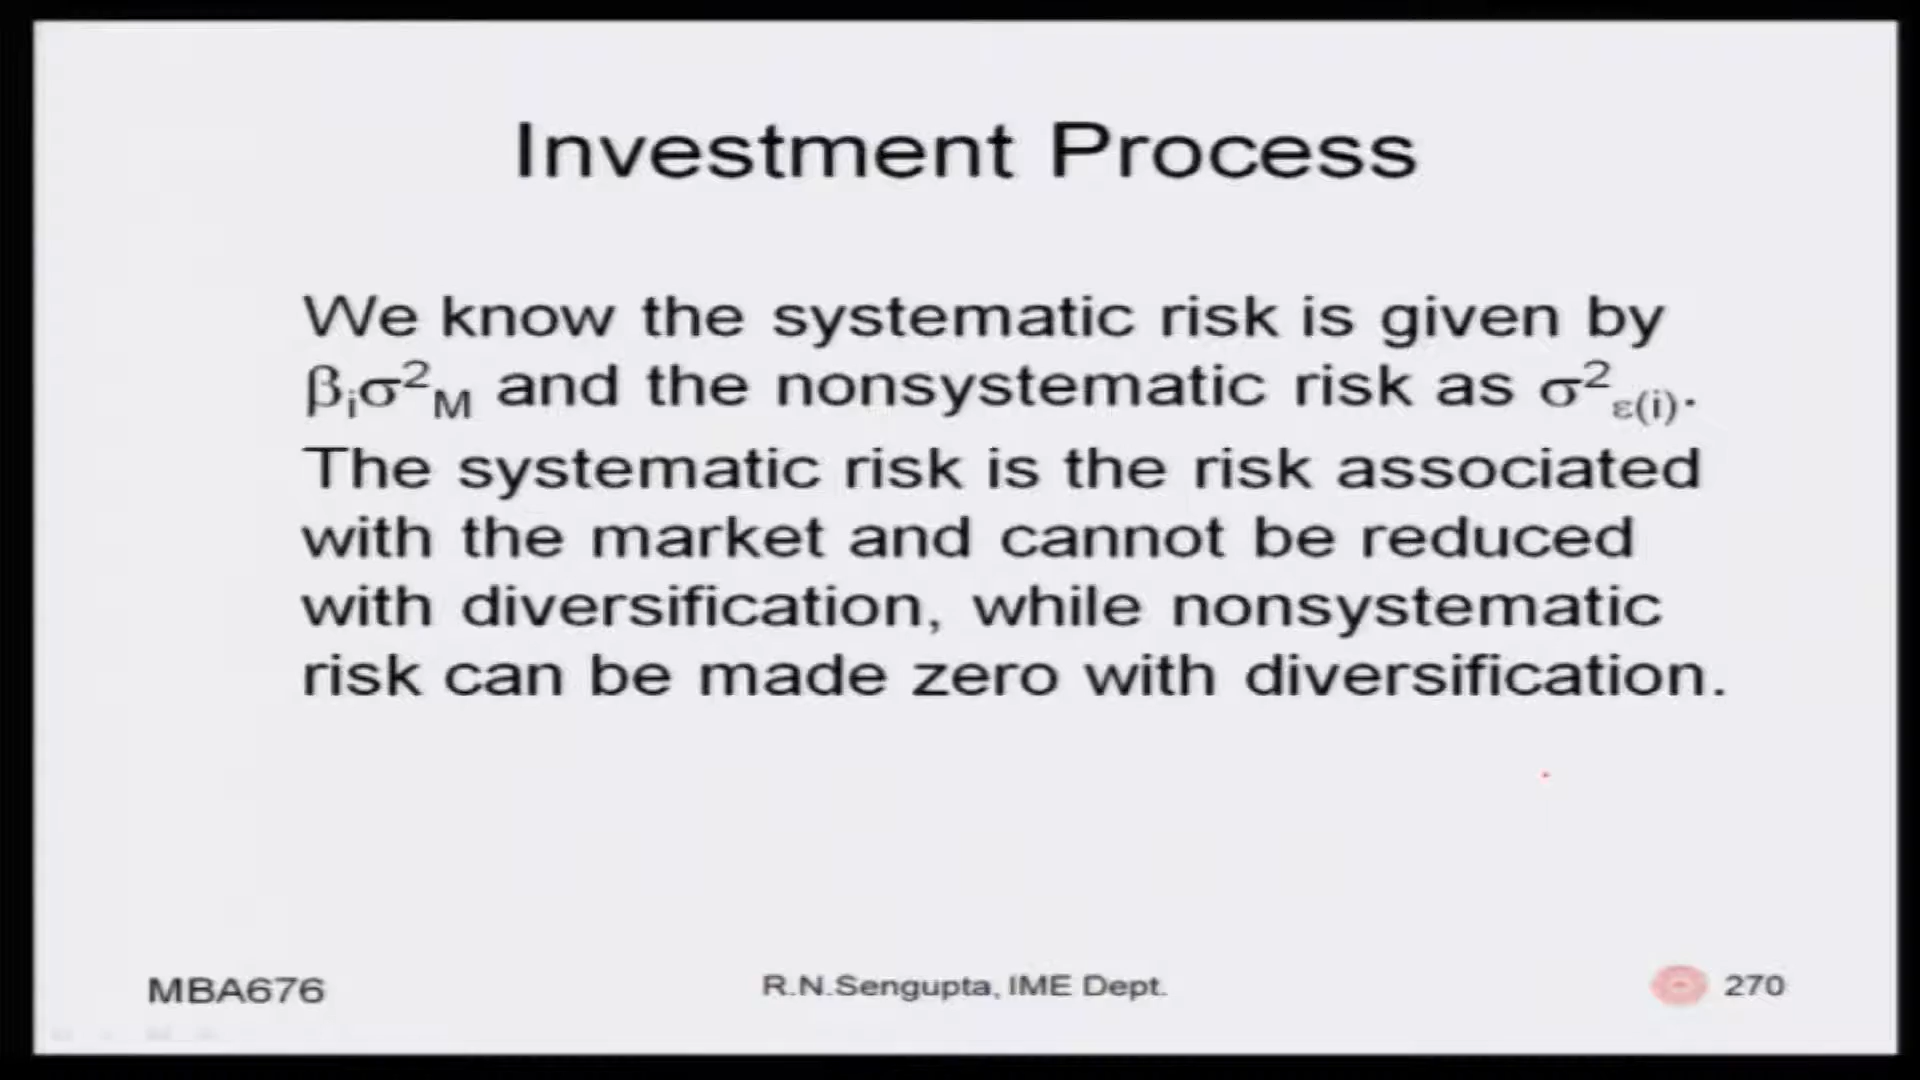 Investment Process
We know the systematic risk is given by
βᵢσ²M and the nonsystematic risk as σ²ε(i).
The systematic risk is the risk associated
with the market and cannot be reduced
with diversification, while nonsystematic
risk can be made zero with diversification.
MBA676
R.N.Sengupta, IME Dept.
270